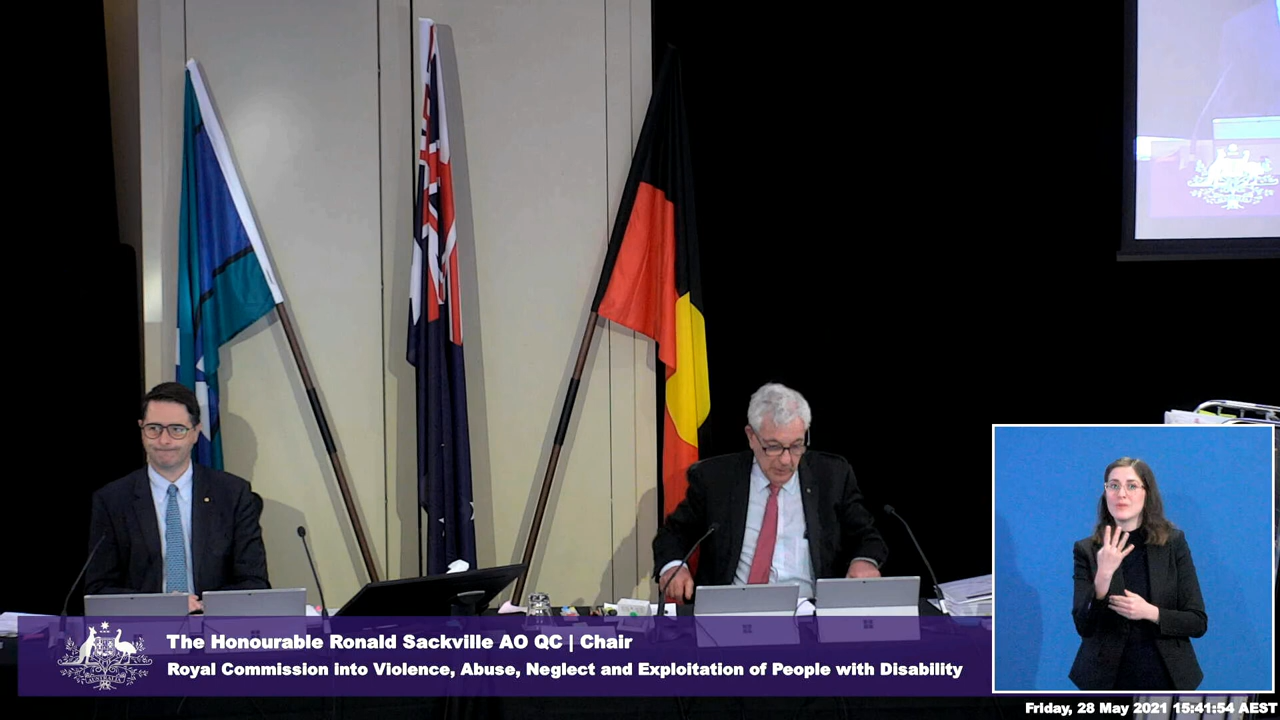 The Honourable Ronald Sackville AO QC | Chair
Royal Commission into Violence, Abuse, Neglect and Exploitation of People with Disability
Friday, 28 May 2021 15:41:54 AEST